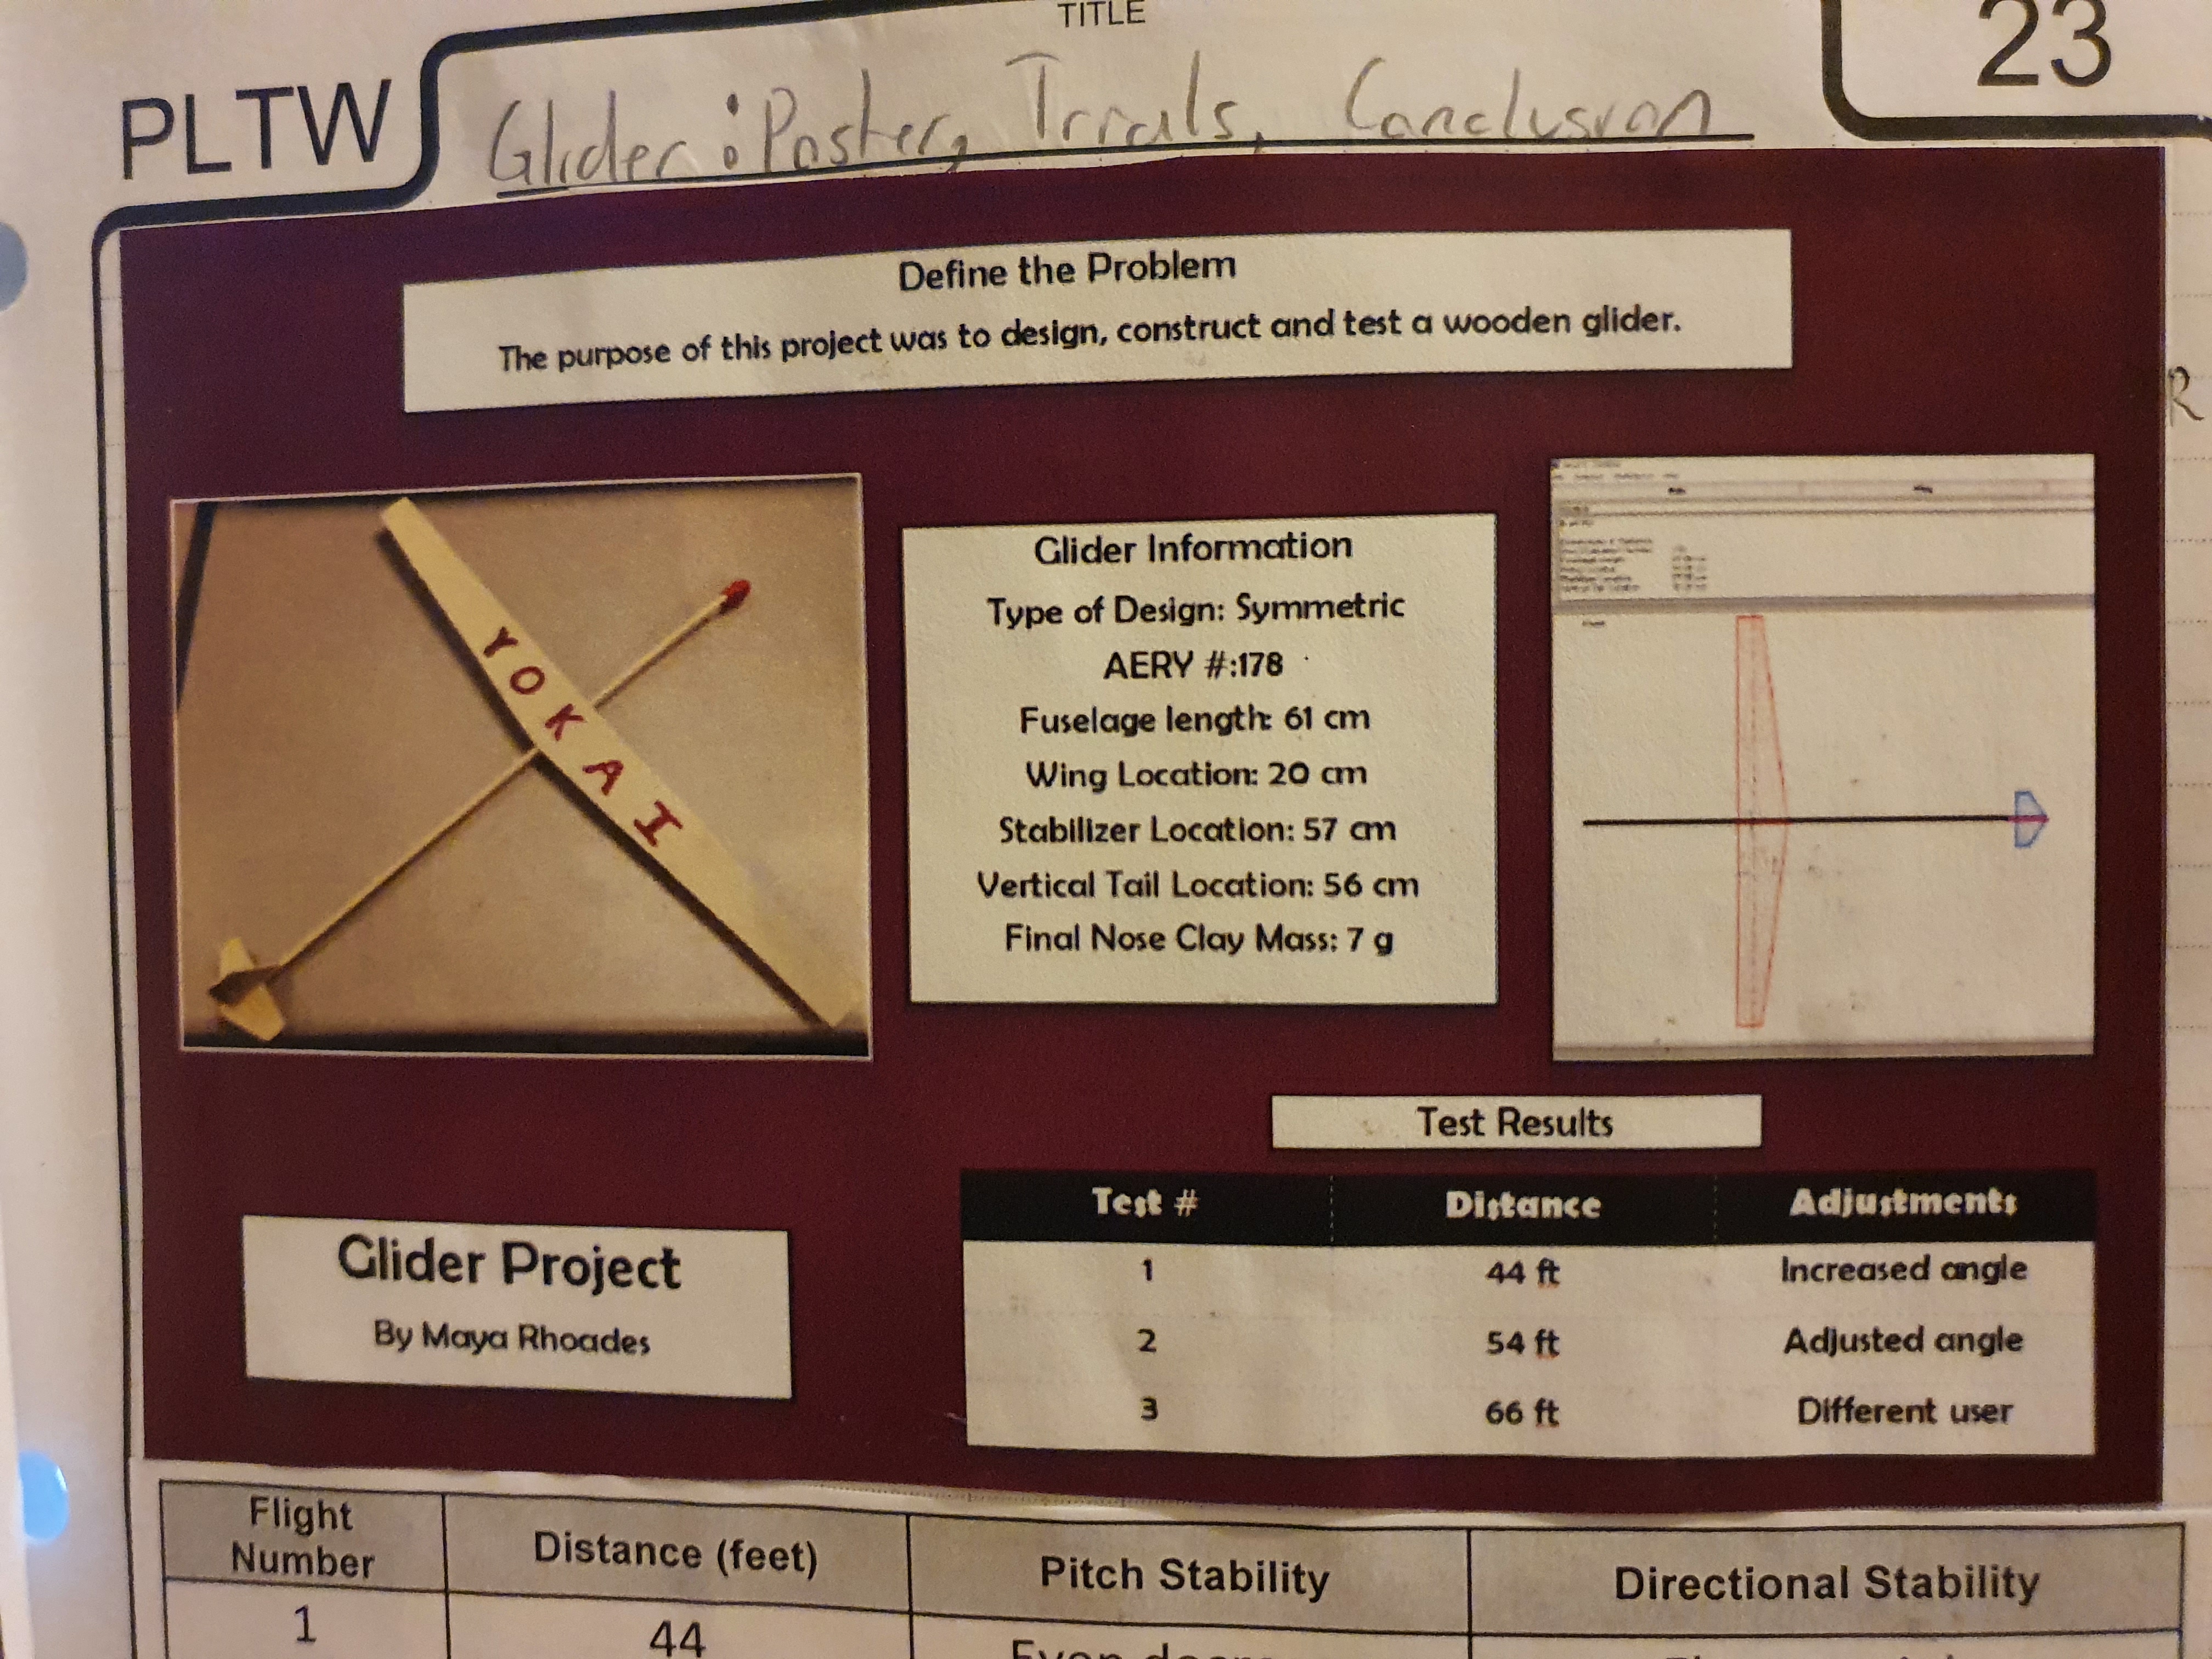 TITLE
PLTW
23
Glider: Poster, Trials, Conclusion
Define the Problem
The purpose of this project was to design, construct and test a wooden glider.
R
YOKAI
Glider Information
Type of Design: Symmetric
AERY #:178
Fuselage length: 61 cm
Wing Location: 20 cm
Stabilizer Location: 57 cm
Vertical Tail Location: 56 cm
Final Nose Clay Mass: 7 g
Glider Project
By Maya Rhoades
Test Results
Test # Distance Adjustments
1 44 ft Increased angle
2 54 ft Adjusted angle
3 66 ft Different user
Flight Number Distance (feet) Pitch Stability Directional Stability
1 44